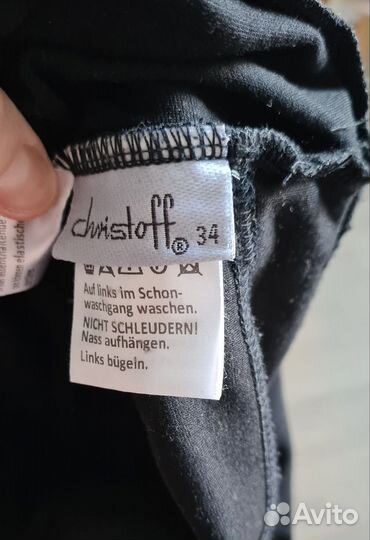 christoff® 34
Auf links im Schon-
waschgang waschen.
NICHT SCHLEUDERN!
Nass aufhängen.
Links bügeln.
Avito